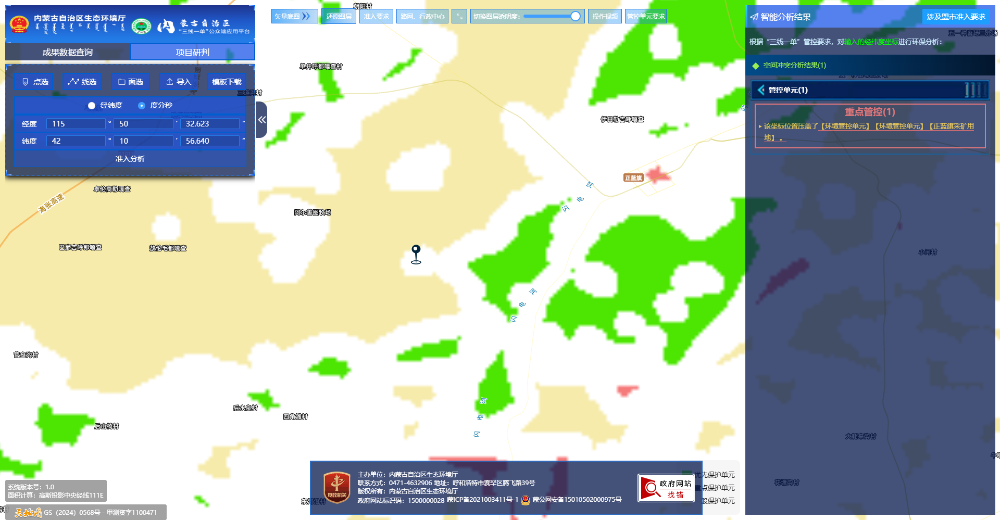 内蒙古自治区生态环境厅
蒙古自治区
“三线一单”公众端应用平台
成果数据查询
项目研判
点选
线选
面选
导入
模板下载
经纬度
度分秒
经度 115 ° 50 ′ 32.623 ″
纬度 42 ° 10 ′ 56.640 ″
准入分析
矢量底图
还原图层
准入要求
路网、行政中心
切换图层透明度：
操作视频
管控单元要求
智能分析结果
涉及盟市准入要求
根据“三线一单”管控要求，对输入的经纬度坐标进行环保分析：
空间冲突分析结果(1)
管控单元(1)
重点管控(1)
该坐标位置压盖了【环境管控单元】【环境管控单元】【正蓝旗采矿用
地】 。
朝阳村
单井呼都嘎查村
三道沟村
伊日勒吉呼嘎查
正蓝旗
卓伦高勒嘎查
海张高速
海张高速
阿尔善图牧场
巴彦吉呼郎嘎查
敖伦毛都嘎查
闪电河
闪电河
闪电河
营盘沟村
后水泉村
四角滩村
后山椅村
小河村
大耗来沟村
五一种畜场三分场
主办单位：内蒙古自治区生态环境厅
联系方式：0471-4632906 地址：呼和浩特市赛罕区腾飞路39号
版权所有：内蒙古自治区生态环境厅
政府网站标识码：1500000028 蒙ICP备2021003411号-1 蒙公网安备15010502000975号
党政机关
政府网站
找错
优先保护单元
重点保护单元
一般保护单元
系统版本号：1.0
面积计算：高斯投影中央经线111E
天地图 GS（2024）0568号 - 甲测资字1100471